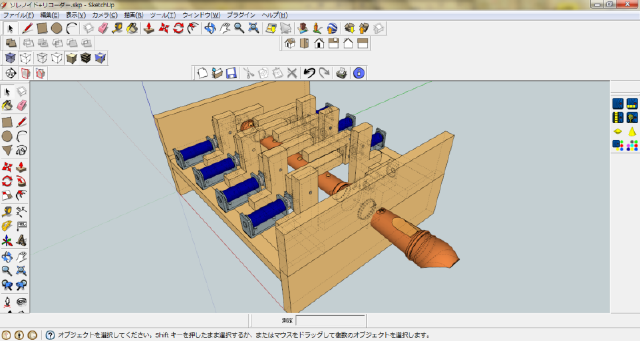 ソレノイド+リコーダー.skp - SketchUp
ファイル(F) 編集(E) 表示(V) カメラ(C) 描画(R) ツール(T) ウィンドウ(W) プラグイン ヘルプ(H)
測定
オブジェクトを選択してください。Shift キーを押したまま選択するか、またはマウスをドラッグして複数のオブジェクトを選択します。